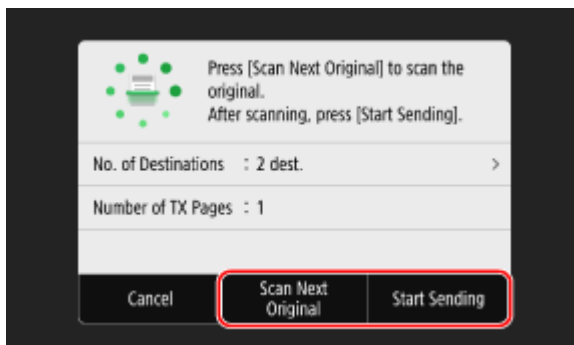 Press [Scan Next Original] to scan the
original.
After scanning, press [Start Sending].
No. of Destinations : 2 dest. >
Number of TX Pages : 1
Cancel
Scan Next
Original
Start Sending